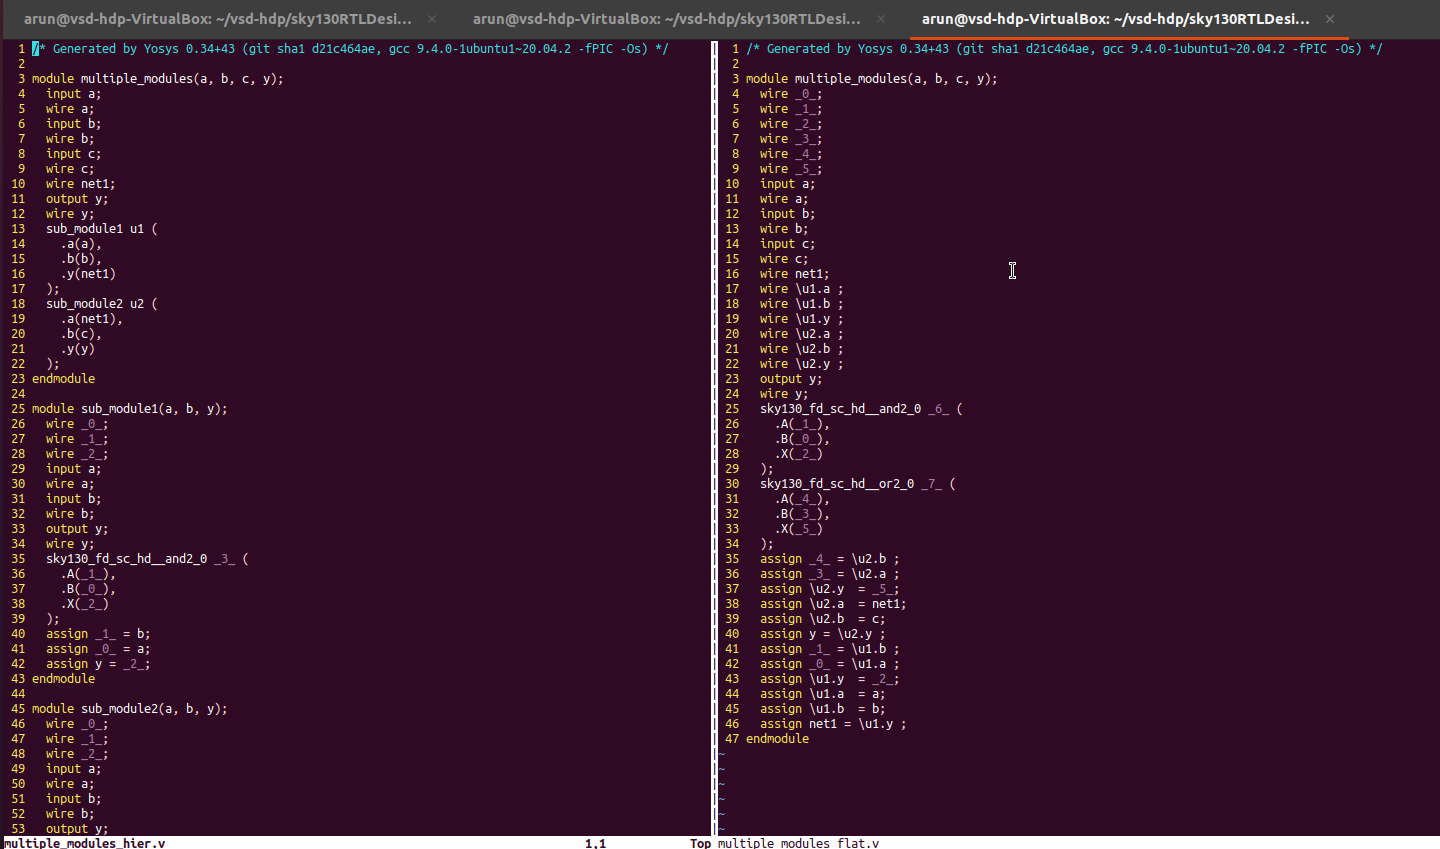 arun@vsd-hdp-VirtualBox: ~/vsd-hdp/sky130RTLDesi... × arun@vsd-hdp-VirtualBox: ~/vsd-hdp/sky130RTLDesi... × arun@vsd-hdp-VirtualBox: ~/vsd-hdp/sky130RTLDesi... ×
1 /* Generated by Yosys 0.34+43 (git sha1 d21c464ae, gcc 9.4.0-1ubuntu1~20.04.2 -fPIC -Os) */
2
3 module multiple_modules(a, b, c, y);
4   input a;
5   wire a;
6   input b;
7   wire b;
8   input c;
9   wire c;
10   wire net1;
11   output y;
12   wire y;
13   sub_module1 u1 (
14     .a(a),
15     .b(b),
16     .y(net1)
17   );
18   sub_module2 u2 (
19     .a(net1),
20     .b(c),
21     .y(y)
22   );
23 endmodule
24
25 module sub_module1(a, b, y);
26   wire _0_;
27   wire _1_;
28   wire _2_;
29   input a;
30   wire a;
31   input b;
32   wire b;
33   output y;
34   wire y;
35   sky130_fd_sc_hd__and2_0 _3_ (
36     .A(_1_),
37     .B(_0_),
38     .X(_2_)
39   );
40   assign _1_ = b;
41   assign _0_ = a;
42   assign y = _2_;
43 endmodule
44
45 module sub_module2(a, b, y);
46   wire _0_;
47   wire _1_;
48   wire _2_;
49   input a;
50   wire a;
51   input b;
52   wire b;
53   output y;
multiple_modules_hier.v 1,1 Top
1 /* Generated by Yosys 0.34+43 (git sha1 d21c464ae, gcc 9.4.0-1ubuntu1~20.04.2 -fPIC -Os) */
2
3 module multiple_modules(a, b, c, y);
4   wire _0_;
5   wire _1_;
6   wire _2_;
7   wire _3_;
8   wire _4_;
9   wire _5_;
10   input a;
11   wire a;
12   input b;
13   wire b;
14   input c;
15   wire c;
16   wire net1;
17   wire \u1.a ;
18   wire \u1.b ;
19   wire \u1.y ;
20   wire \u2.a ;
21   wire \u2.b ;
22   wire \u2.y ;
23   output y;
24   wire y;
25   sky130_fd_sc_hd__and2_0 _6_ (
26     .A(_1_),
27     .B(_0_),
28     .X(_2_)
29   );
30   sky130_fd_sc_hd__or2_0 _7_ (
31     .A(_4_),
32     .B(_3_),
33     .X(_5_)
34   );
35   assign _4_ = \u2.b ;
36   assign _3_ = \u2.a ;
37   assign \u2.y  = _5_;
38   assign \u2.a  = net1;
39   assign \u2.b  = c;
40   assign y = \u2.y ;
41   assign _1_ = \u1.b ;
42   assign _0_ = \u1.a ;
43   assign \u1.y  = _2_;
44   assign \u1.a  = a;
45   assign \u1.b  = b;
46   assign net1 = \u1.y ;
47 endmodule
~
~
~
~
~
~
multiple_modules_flat.v